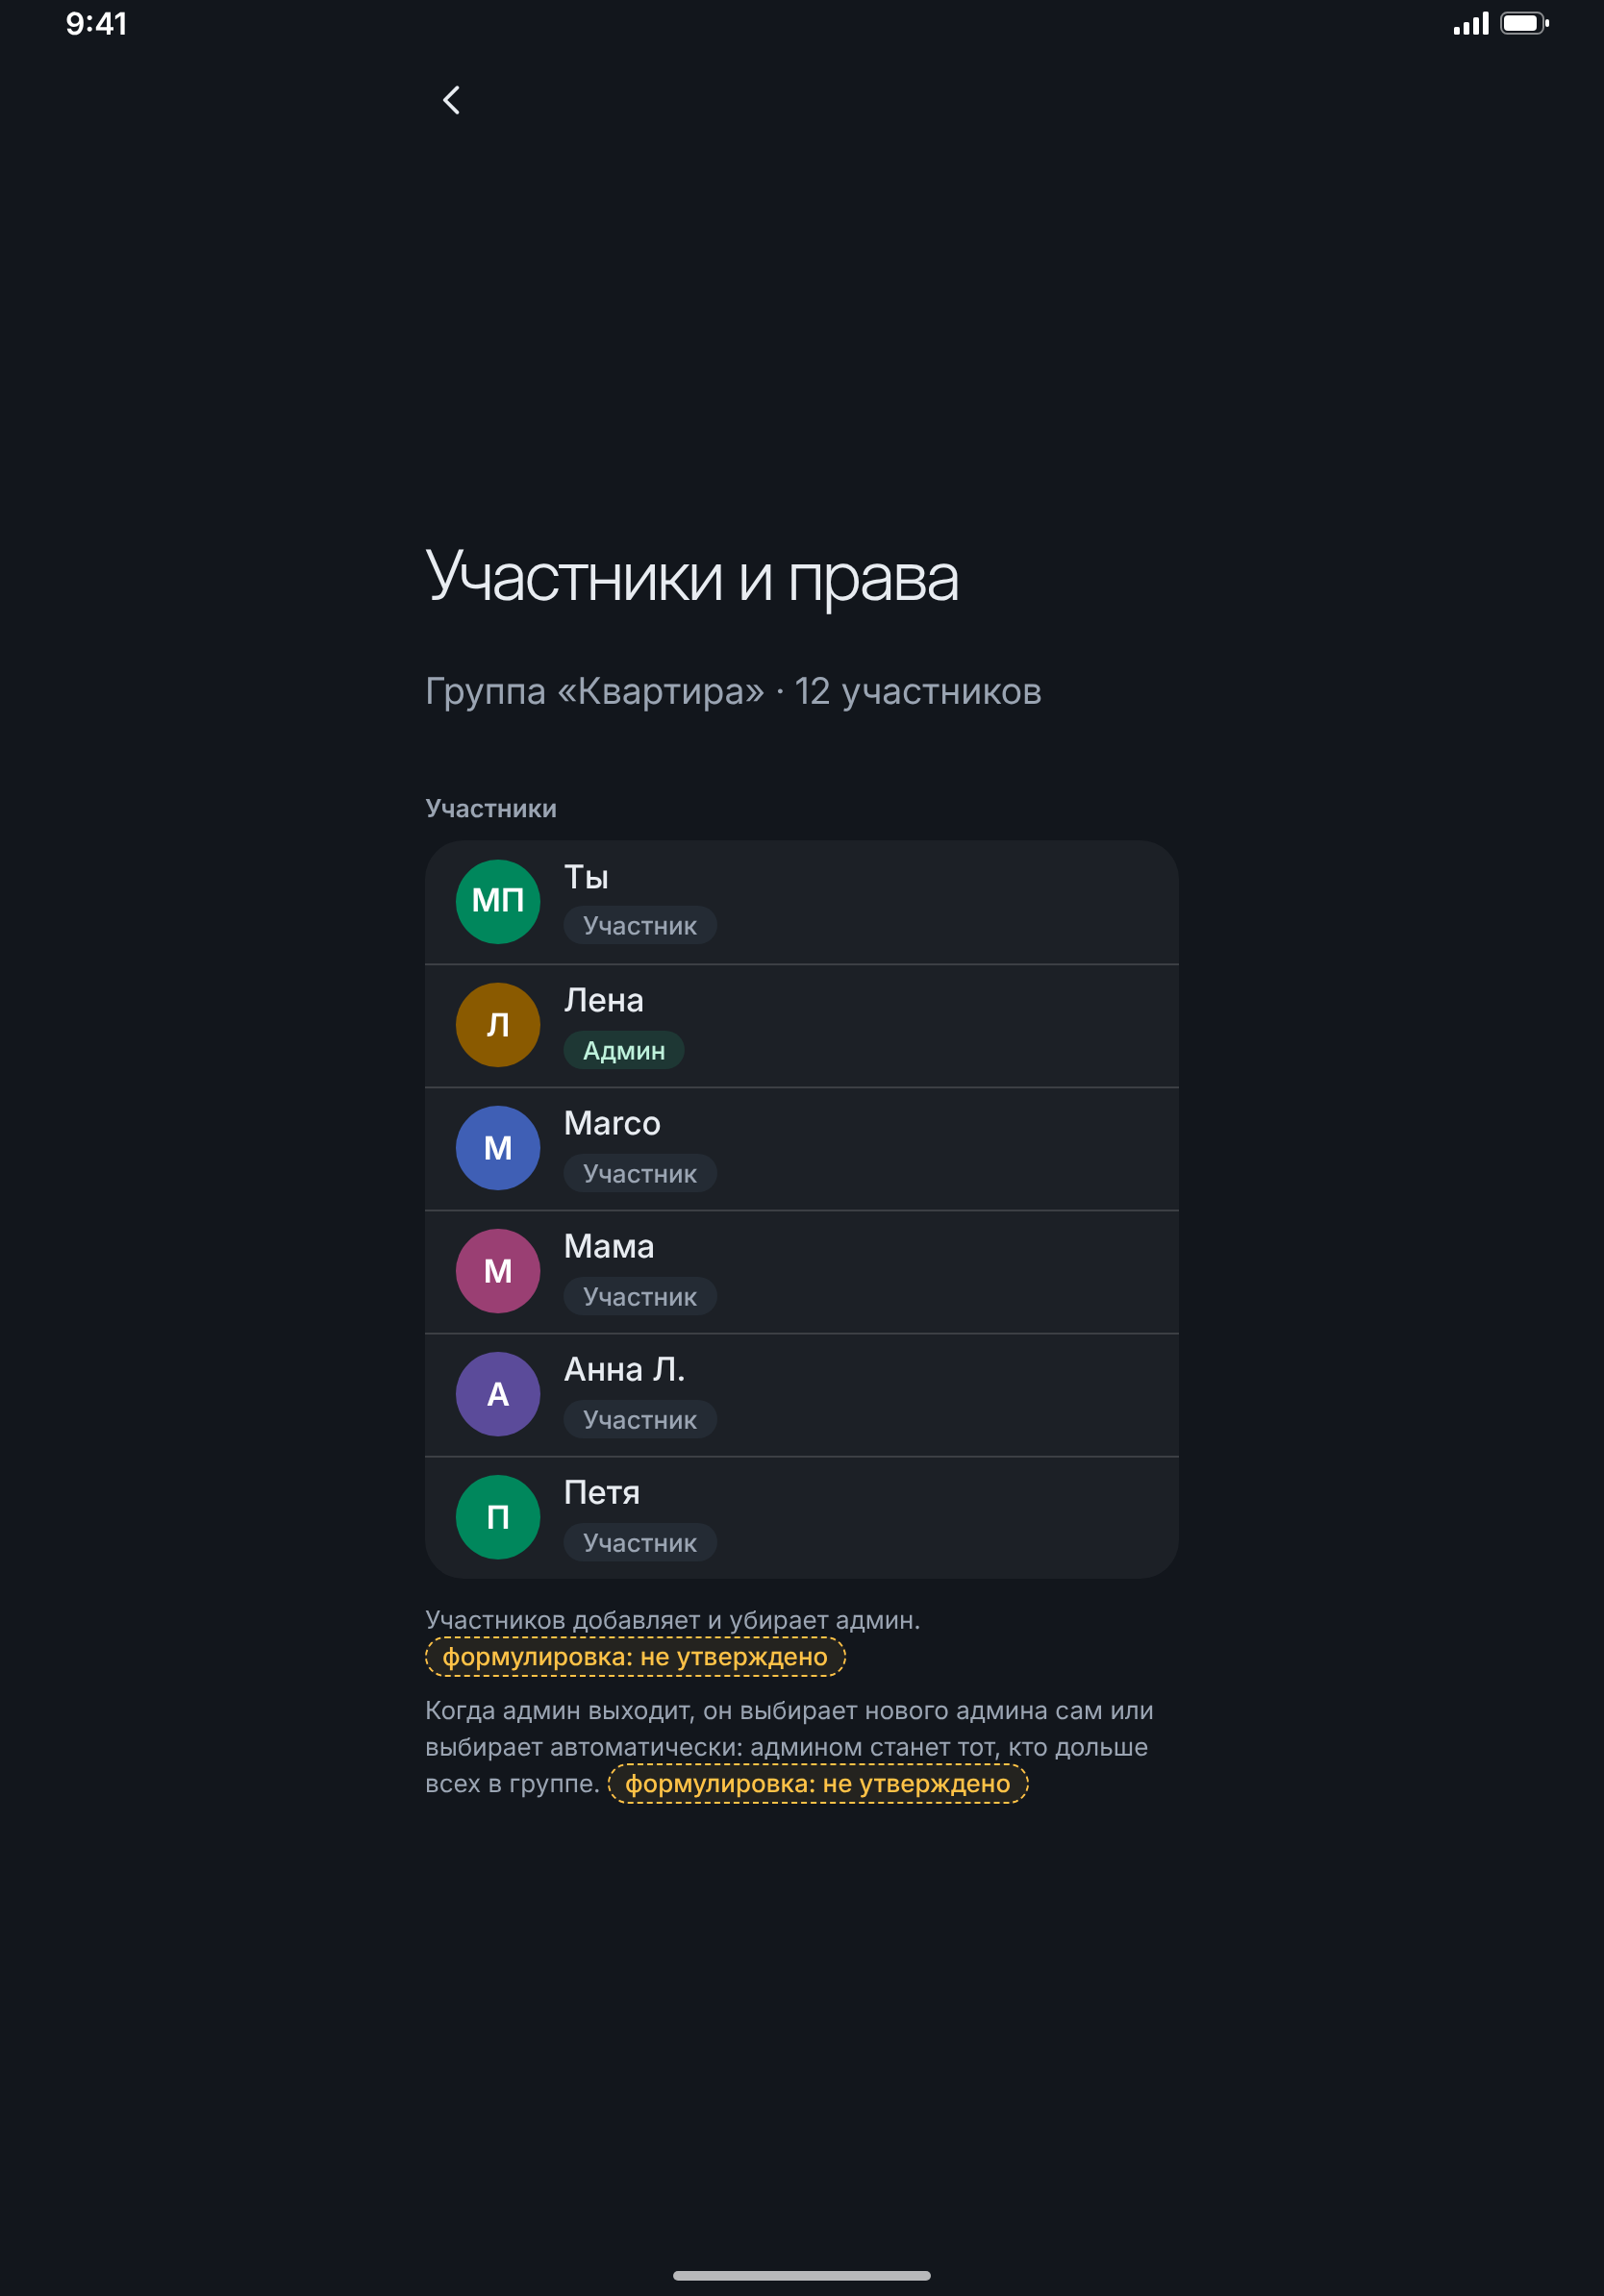 9:41
Участники и права
Группа «Квартира» · 12 участников
Участники
МП
Ты
Участник
Л
Лена
Админ
M
Marco
Участник
М
Мама
Участник
А
Анна Л.
Участник
П
Петя
Участник
Участников добавляет и убирает админ.
формулировка: не утверждено
Когда админ выходит, он выбирает нового админа сам или
выбирает автоматически: админом станет тот, кто дольше
всех в группе. формулировка: не утверждено